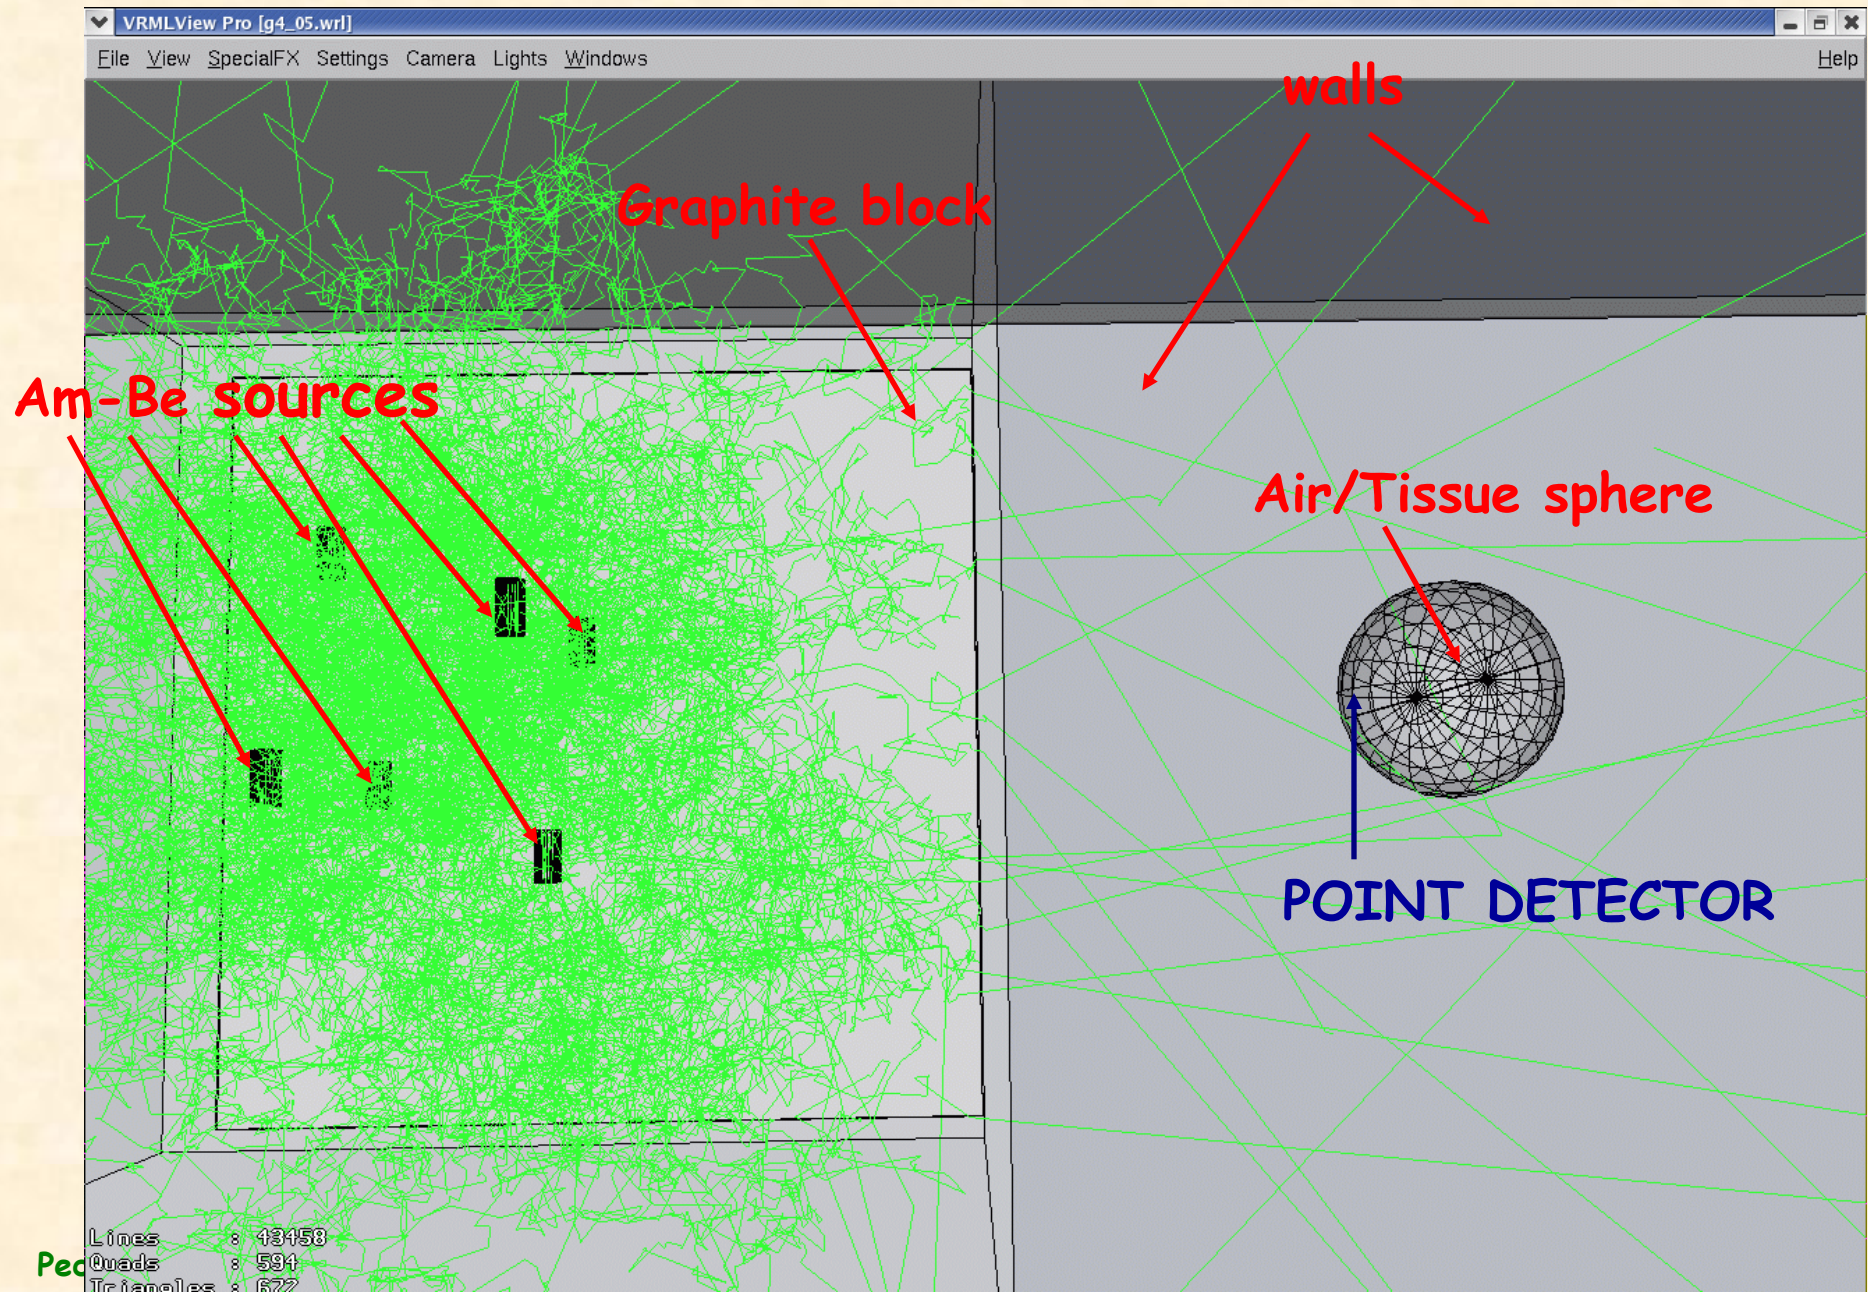 VRMLView Pro [g4_05.wrl]
File View SpecialFX Settings Camera Lights Windows Help
walls
Graphite block
Am-Be sources
Air/Tissue sphere
POINT DETECTOR
Lines : 43458
Quads : 594
Triangles : 672